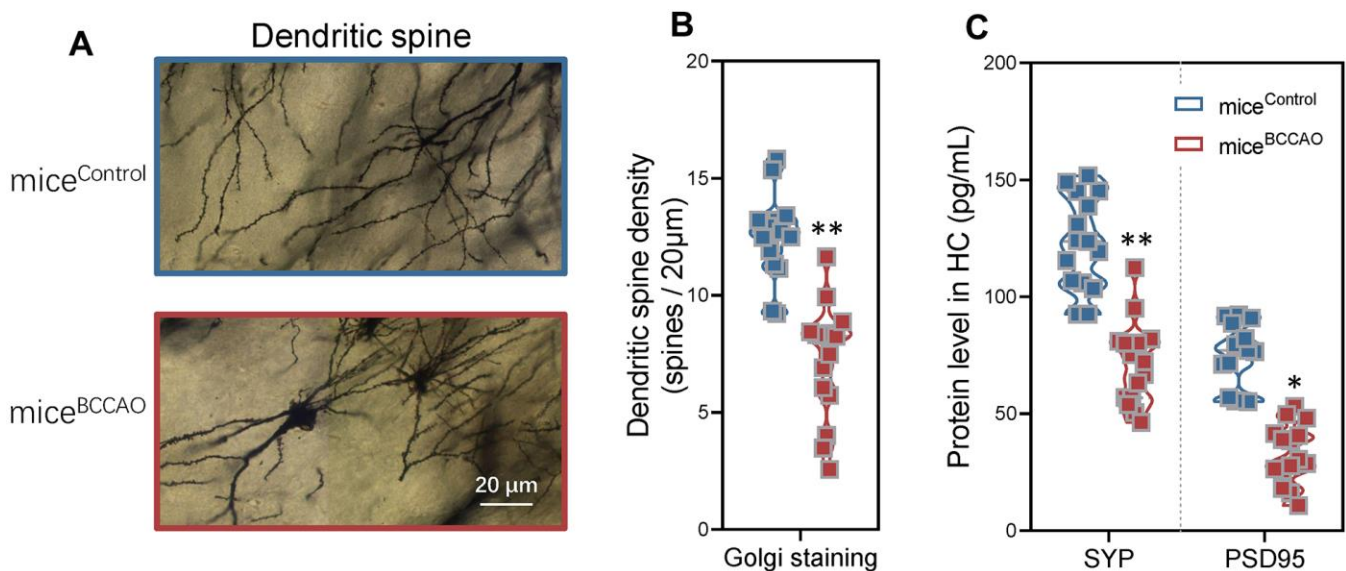 A
Dendritic spine
mice^Control
mice^BCCAO
20 µm
B
Dendritic spine density
(spines / 20µm)
20
15
10
5
0
**
Golgi staining
C
Protein level in HC (pg/mL)
200
150
100
50
0
mice^Control
mice^BCCAO
**
*
SYP
PSD95